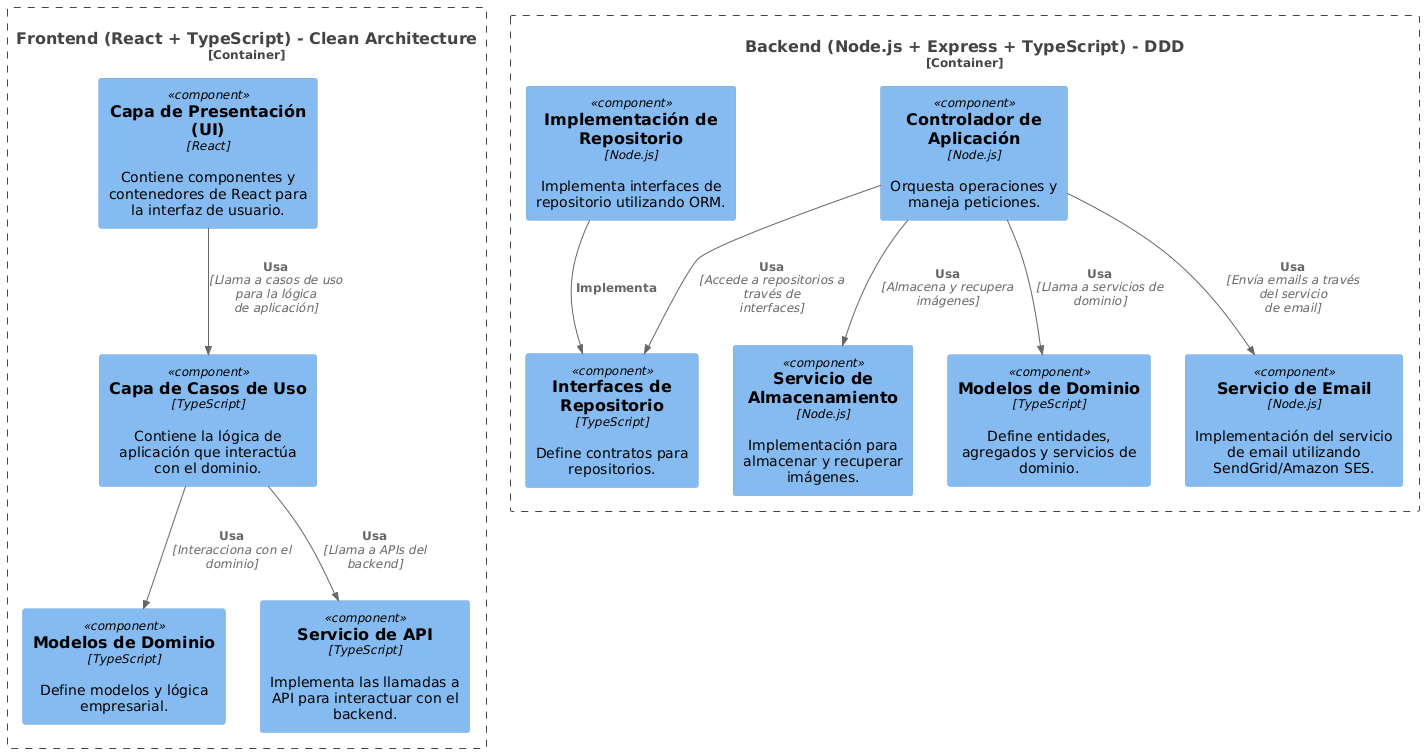 Frontend (React + TypeScript) - Clean Architecture
[Container]
«component»
Capa de Presentación
(UI)
[React]
Contiene componentes y
contenedores de React para
la interfaz de usuario.
Usa
[Llama a casos de uso
para la lógica
de aplicación]
«component»
Capa de Casos de Uso
[TypeScript]
Contiene la lógica de
aplicación que interactúa
con el dominio.
Usa
[Interacciona con el
dominio]
Usa
[Llama a APIs del
backend]
«component»
Modelos de Dominio
[TypeScript]
Define modelos y lógica
empresarial.
«component»
Servicio de API
[TypeScript]
Implementa las llamadas a
API para interactuar con el
backend.
Backend (Node.js + Express + TypeScript) - DDD
[Container]
«component»
Implementación de
Repositorio
[Node.js]
Implementa interfaces de
repositorio utilizando ORM.
«component»
Controlador de
Aplicación
[Node.js]
Orquesta operaciones y
maneja peticiones.
Implementa
Usa
[Accede a repositorios a
través de
interfaces]
Usa
[Almacena y recupera
imágenes]
Usa
[Llama a servicios de
dominio]
Usa
[Envía emails a través
del servicio
de email]
«component»
Interfaces de
Repositorio
[TypeScript]
Define contratos para
repositorios.
«component»
Servicio de
Almacenamiento
[Node.js]
Implementación para
almacenar y recuperar
imágenes.
«component»
Modelos de Dominio
[TypeScript]
Define entidades,
agregados y servicios de
dominio.
«component»
Servicio de Email
[Node.js]
Implementación del servicio
de email utilizando
SendGrid/Amazon SES.